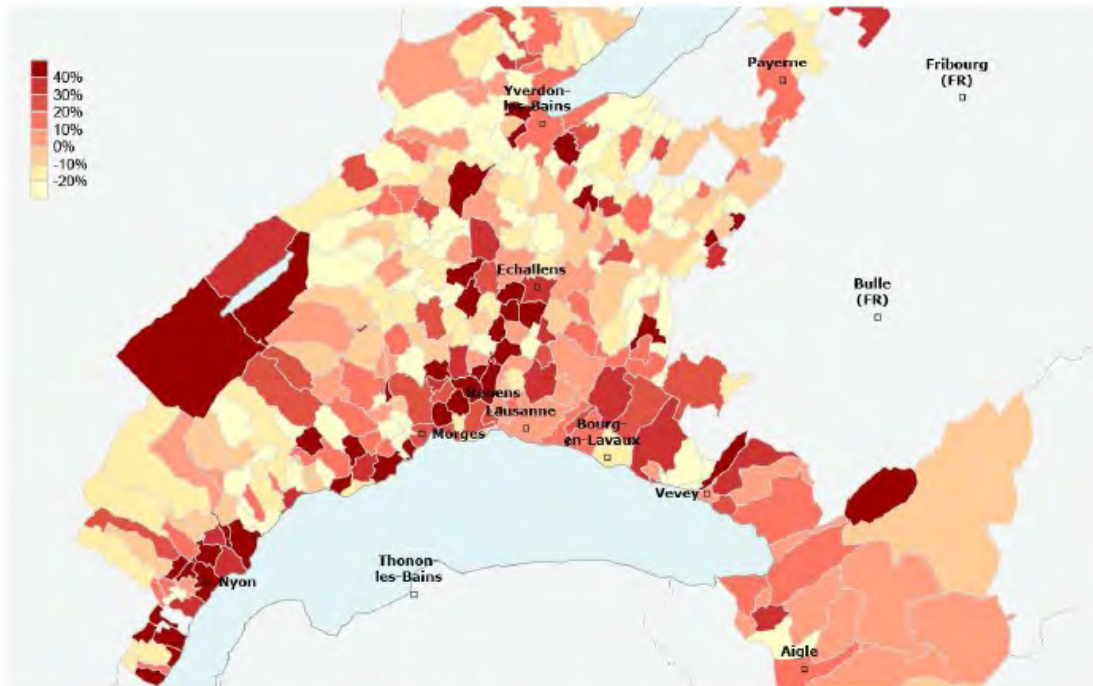 40%
30%
20%
10%
0%
-10%
-20%
Payerne
Fribourg
(FR)
Yverdon-
les-Bains
Echallens
Bulle
(FR)
Renens
Lausanne
Morges
Bourg-
en-Lavaux
Vevey
Thonon-
les-Bains
Nyon
Aigle